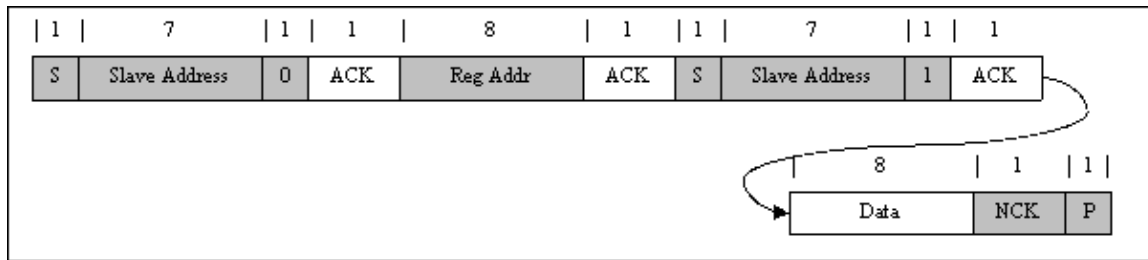 | 1 | 7 | 1 | 1 | 8 | 1 | 1 | 7 | 1 | 1
S Slave Address 0 ACK Reg Addr ACK S Slave Address 1 ACK
| 8 | 1 | 1 |
Data NCK P